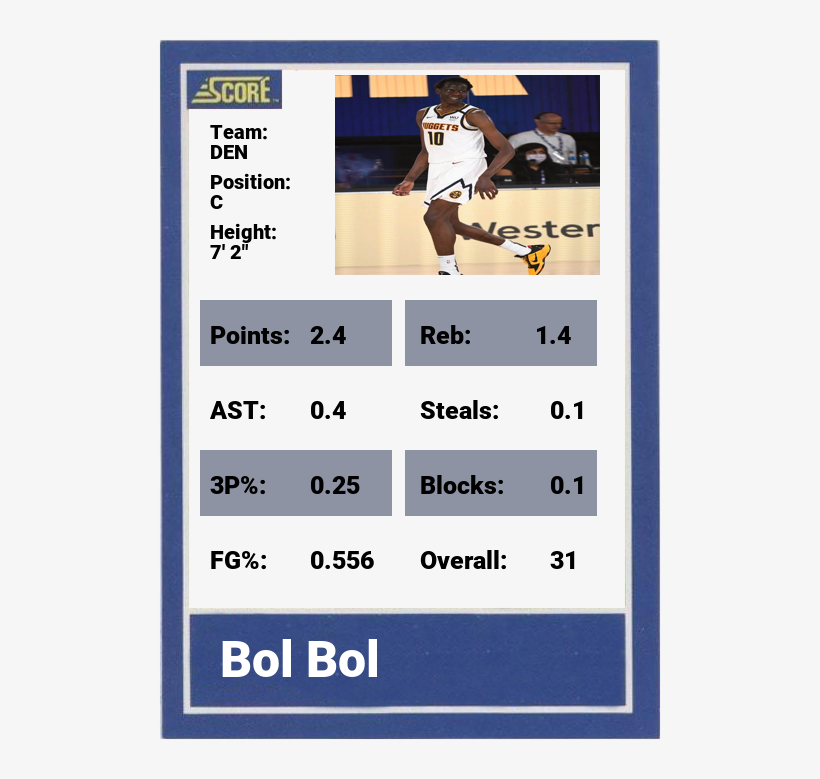 SCORE
Team:
DEN
Position:
C
Height:
7' 2"
NUGGETS
10
Wester
Points: 2.4 Reb: 1.4
AST: 0.4 Steals: 0.1
3P%: 0.25 Blocks: 0.1
FG%: 0.556 Overall: 31
Bol Bol